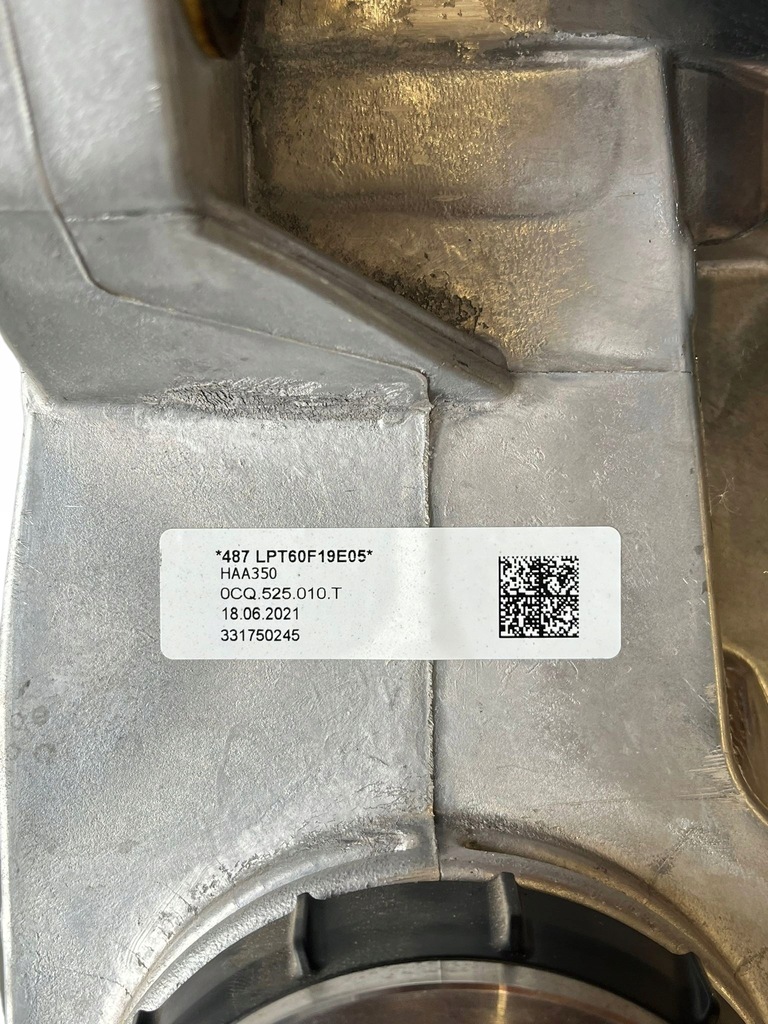 *487 LPT60F19E05*
HAA350
0CQ.525.010.T
18.06.2021
331750245